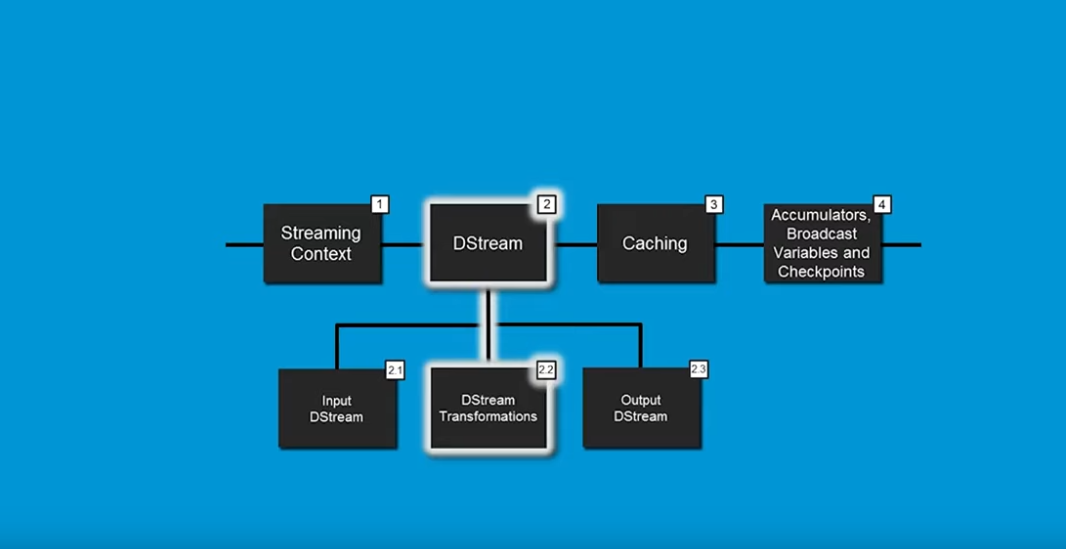 1
Streaming
Context
2
DStream
3
Caching
4
Accumulators,
Broadcast
Variables and
Checkpoints
2.1
Input
DStream
2.2
DStream
Transformations
2.3
Output
DStream